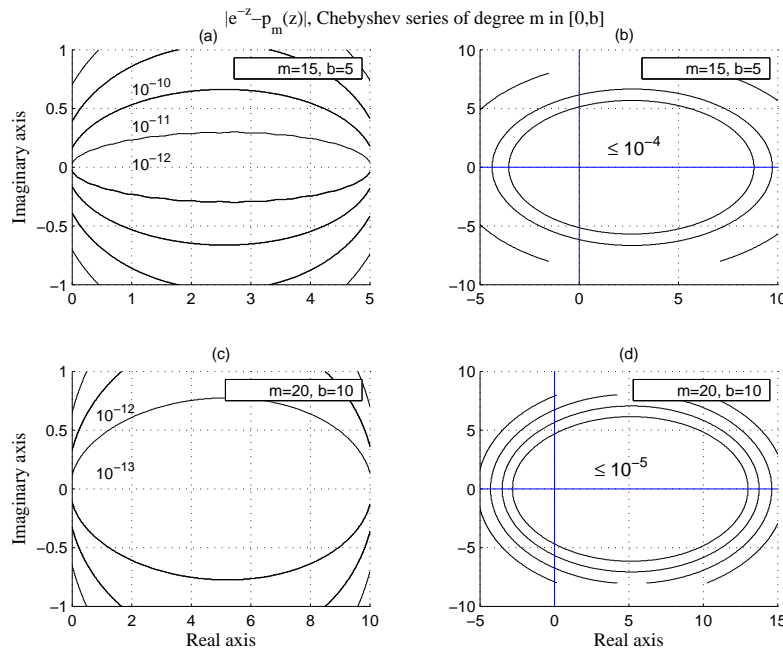 |e^{-z}-p_m(z)|, Chebyshev series of degree m in [0,b]
(a)
1
0.5
0
−0.5
−1
Imaginary axis
10^{-10}
10^{-11}
10^{-12}
m=15, b=5
0 1 2 3 4 5
(b)
10
5
0
−5
−10
≤ 10^{-4}
m=15, b=5
−5 0 5 10
(c)
1
0.5
0
−0.5
−1
Imaginary axis
10^{-12}
10^{-13}
m=20, b=10
0 2 4 6 8 10
Real axis
(d)
10
5
0
−5
−10
≤ 10^{-5}
m=20, b=10
−5 0 5 10 15
Real axis